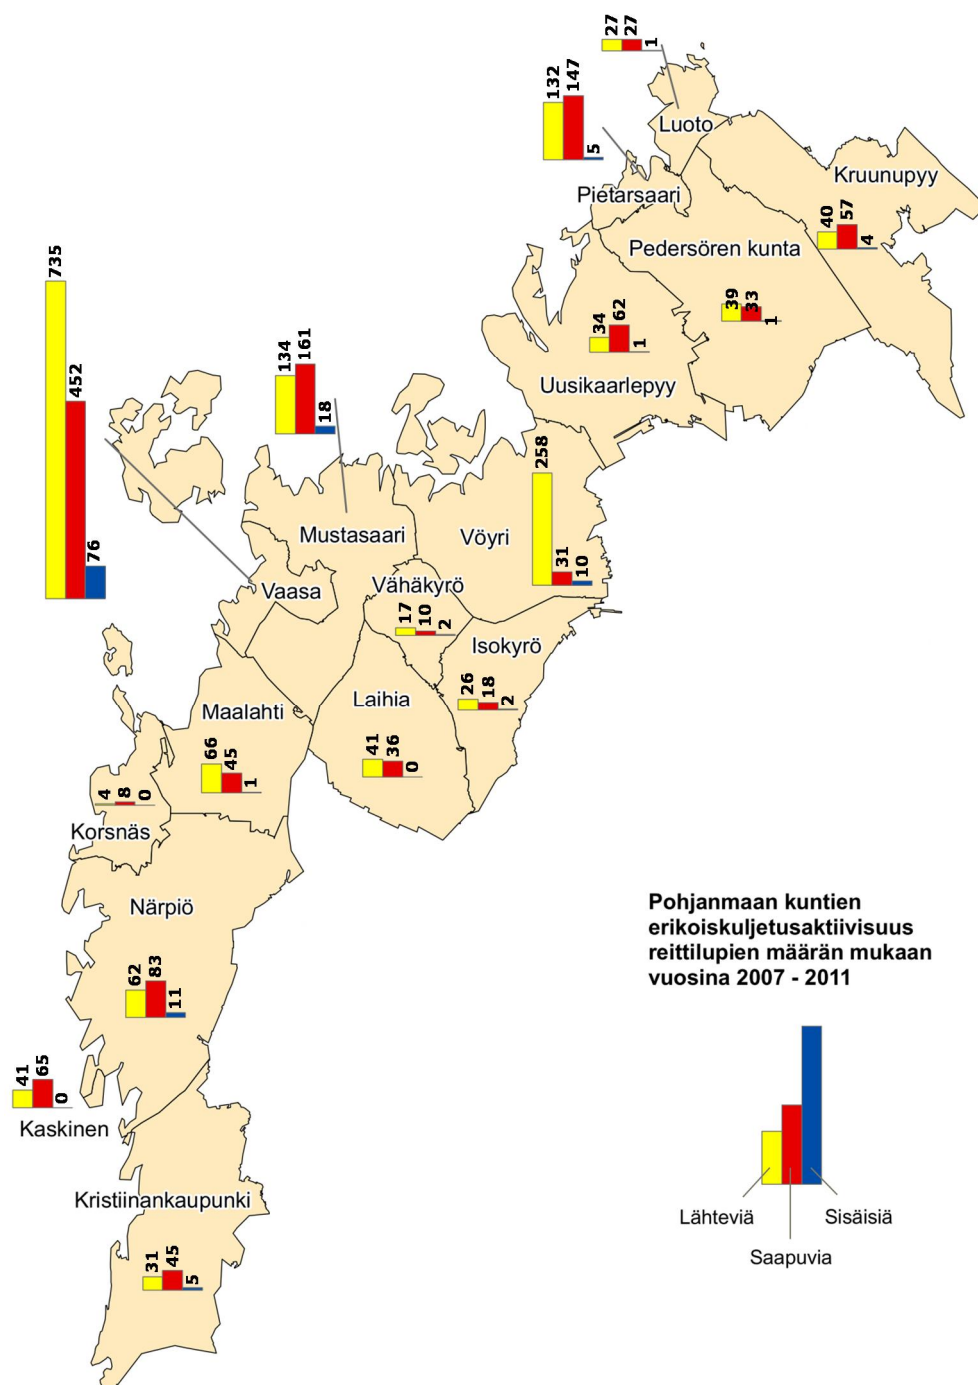 27 27 1
Luoto
132 147 5
Pietarsaari
Kruunupyy
40 57 4
Pedersören kunta
39 33 1
34 62 1
Uusikaarlepyy
735 452 76
134 161 18
Mustasaari
258 31 10
Vöyri
Vaasa
Vähäkyrö
17 10 2
Isokyrö
26 18 2
Laihia
41 36 0
Maalahti
66 45 1
4 8 0
Korsnäs
Närpiö
62 83 11
41 65 0
Kaskinen
Kristiinankaupunki
31 45 5
Pohjanmaan kuntien
erikoiskuljetusaktiivisuus
reittilupien määrän mukaan
vuosina 2007 - 2011
Lähteviä
Sisäisiä
Saapuvia